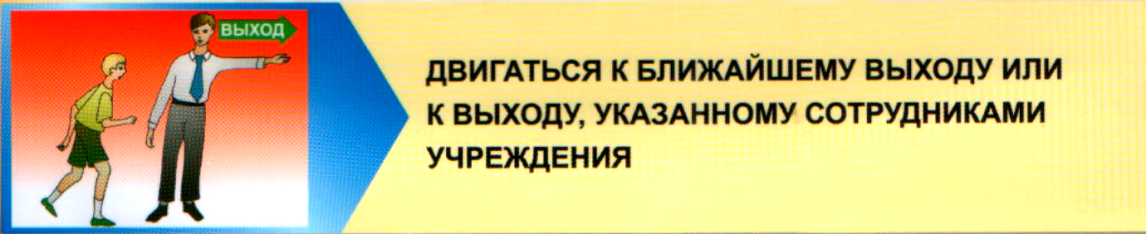 ВЫХОД
ДВИГАТЬСЯ К БЛИЖАЙШЕМУ ВЫХОДУ ИЛИ
К ВЫХОДУ, УКАЗАННОМУ СОТРУДНИКАМИ
УЧРЕЖДЕНИЯ